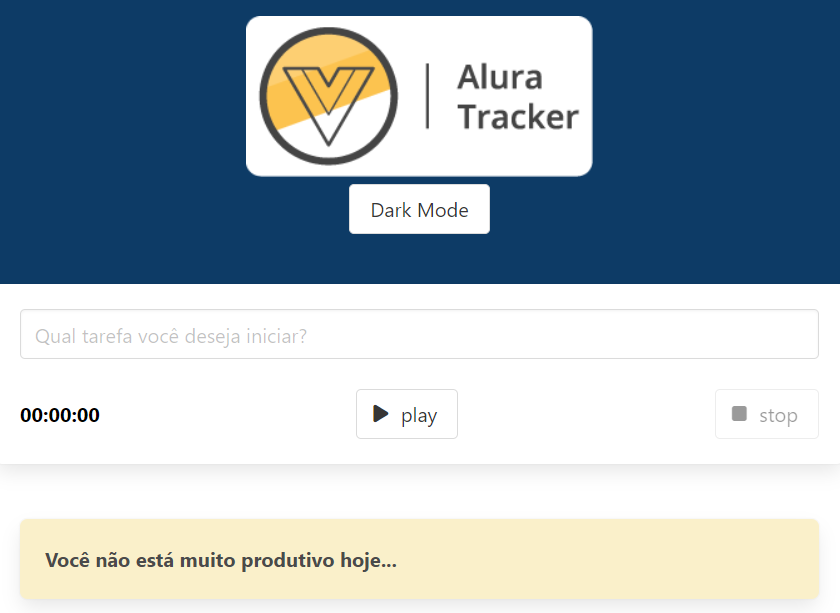 Alura
Tracker
Dark Mode
Qual tarefa você deseja iniciar?
00:00:00
play
stop
Você não está muito produtivo hoje...